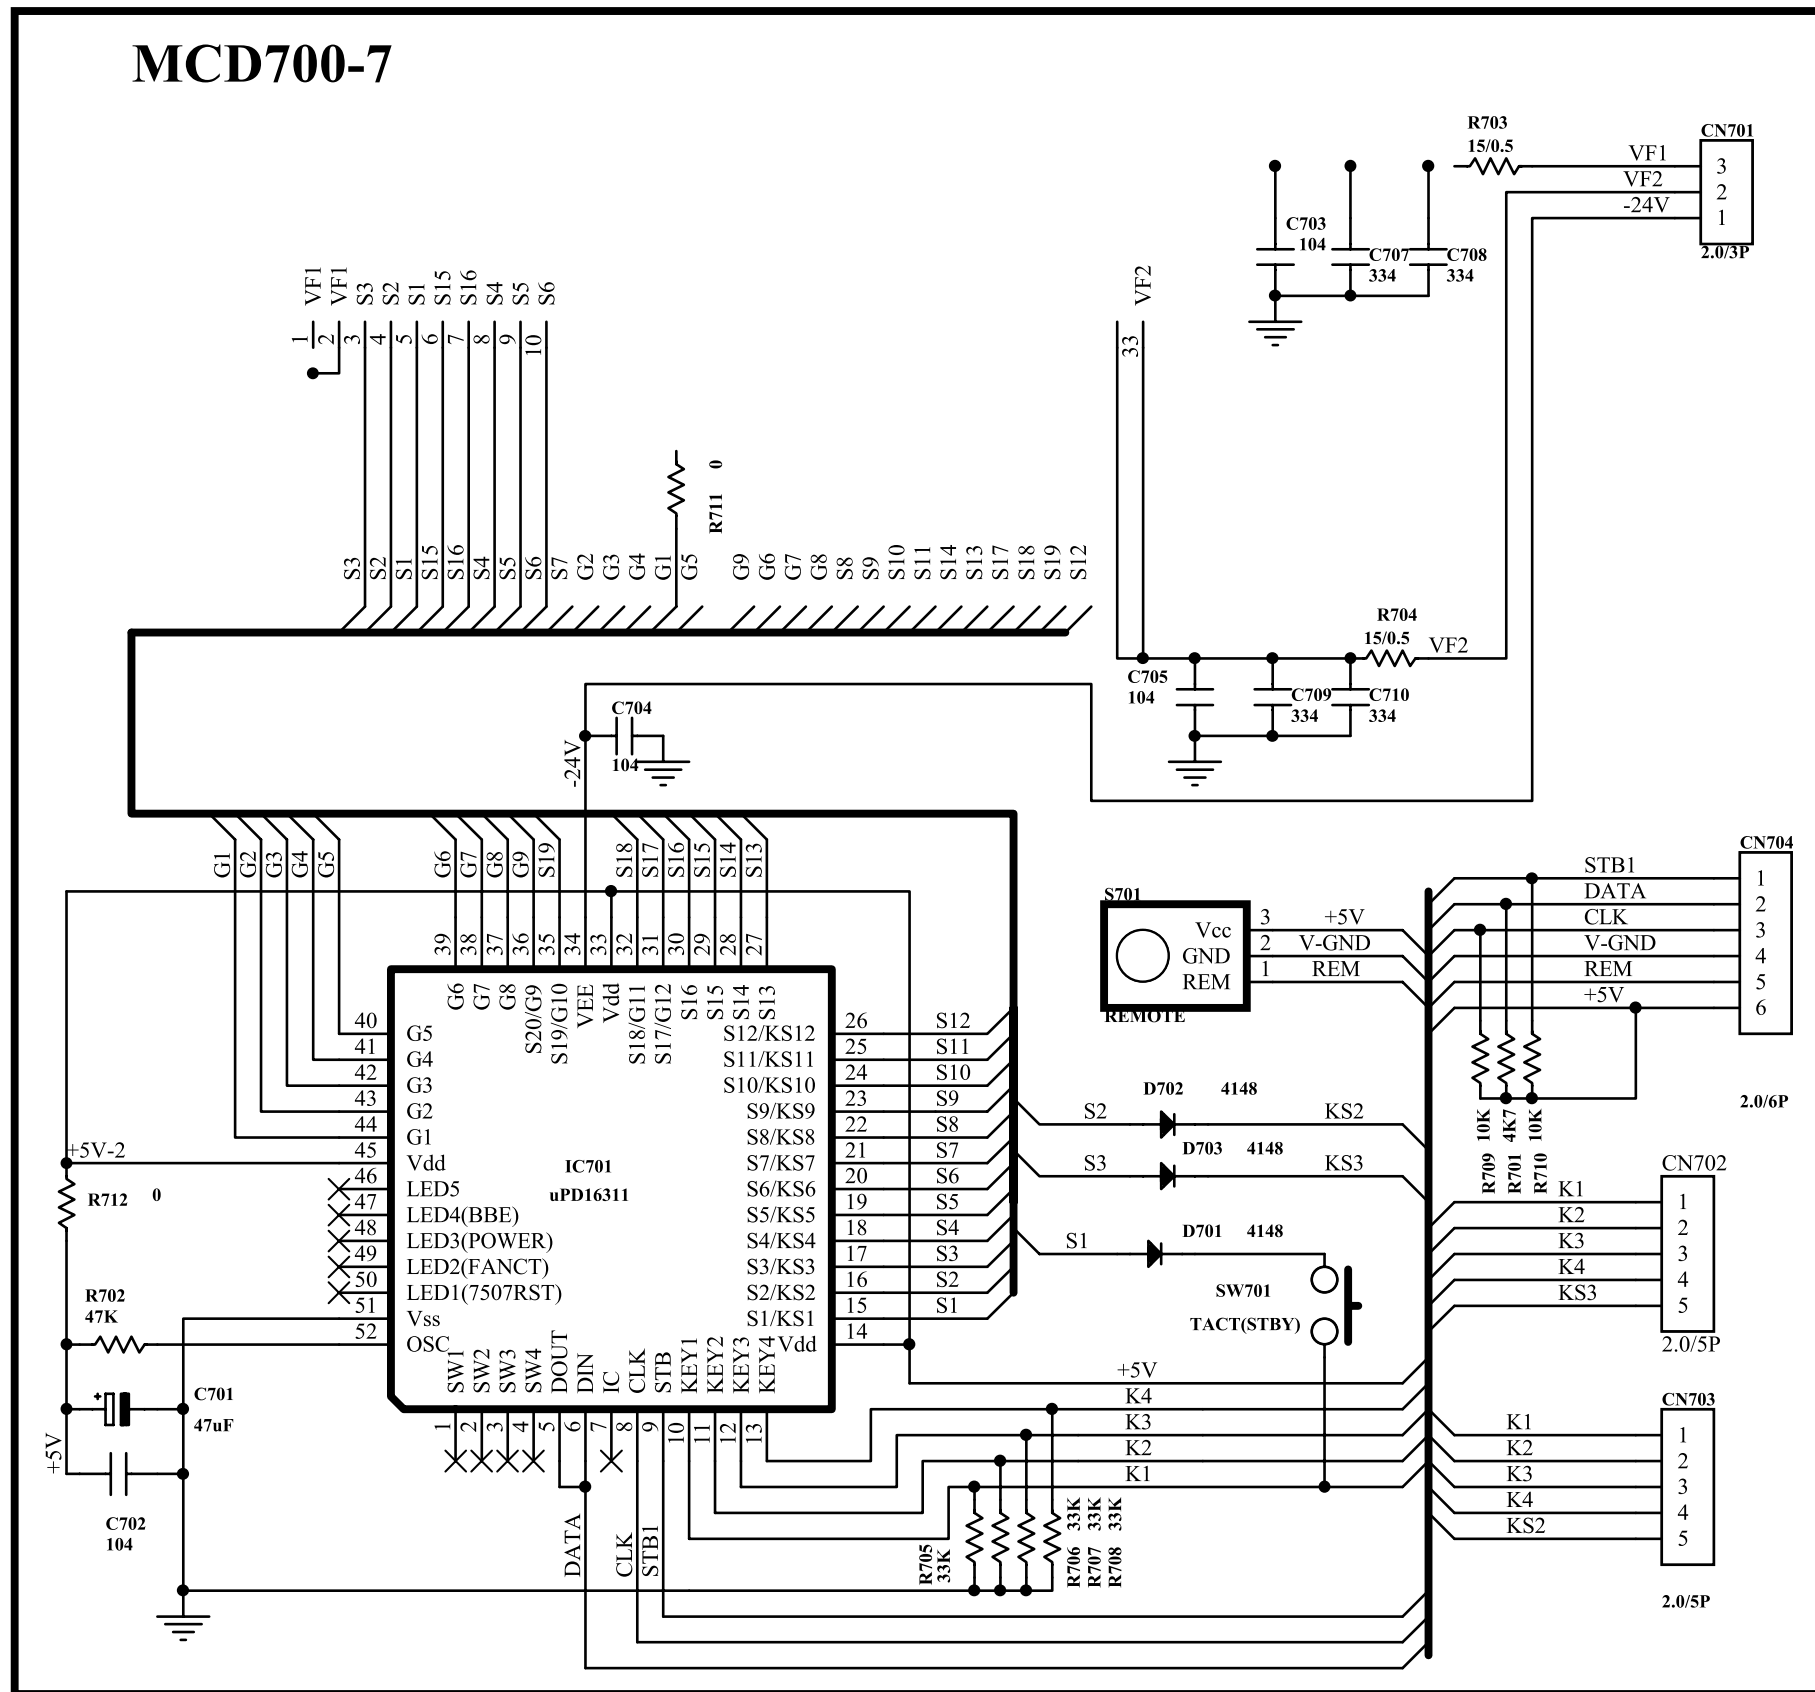 MCD700-7
R703
15/0.5
CN701
VF1 3
VF2 2
-24V 1
2.0/3P
C703
104
C707
334
C708
334
VF1 VF1 S3 S2 S1 S15 S16 S4 S5 S6
1 2 3 4 5 6 7 8 9 10
VF2
33
R711 0
S3 S2 S1 S15 S16 S4 S5 S6 S7 G2 G3 G4 G1 G5 G9 G6 G7 G8 S8 S9 S10 S11 S14 S13 S17 S18 S19 S12
R704
15/0.5
VF2
C705
104
C709
334
C710
334
C704
104
-24V
G1 G2 G3 G4 G5 G6 G7 G8 G9 S19 S18 S17 S16 S15 S14 S13
39 38 37 36 35 34 33 32 31 30 29 28 27
G6 G7 G8 S20/G9 S19/G10 VEE Vdd S18/G11 S17/G12 S16 S15 S14 S13
40 G5
41 G4
42 G3
43 G2
44 G1
45 Vdd
46 LED5
47 LED4(BBE)
48 LED3(POWER)
49 LED2(FANCT)
50 LED1(7507RST)
51 Vss
52 OSC
IC701
uPD16311
S12/KS12 26 S12
S11/KS11 25 S11
S10/KS10 24 S10
S9/KS9 23 S9
S8/KS8 22 S8
S7/KS7 21 S7
S6/KS6 20 S6
S5/KS5 19 S5
S4/KS4 18 S4
S3/KS3 17 S3
S2/KS2 16 S2
S1/KS1 15 S1
Vdd 14
SW1 SW2 SW3 SW4 DOUT DIN IC CLK STB KEY1 KEY2 KEY3 KEY4
1 2 3 4 5 6 7 8 9 10 11 12 13
+5V-2
R712 0
R702
47K
C701
+
47uF
+5V
C702
104
DATA CLK STB1
S701
Vcc 3 +5V
GND 2 V-GND
REM 1 REM
REMOTE
CN704
STB1 1
DATA 2
CLK 3
V-GND 4
REM 5
+5V 6
2.0/6P
R709 10K
R701 4K7
R710 10K
D702 4148
S2 KS2
D703 4148
S3 KS3
D701 4148
S1
SW701
TACT(STBY)
CN702
K1 1
K2 2
K3 3
K4 4
KS3 5
2.0/5P
+5V
K4
K3
K2
K1
R705
33K
R706 33K
R707 33K
R708 33K
CN703
K1 1
K2 2
K3 3
K4 4
KS2 5
2.0/5P